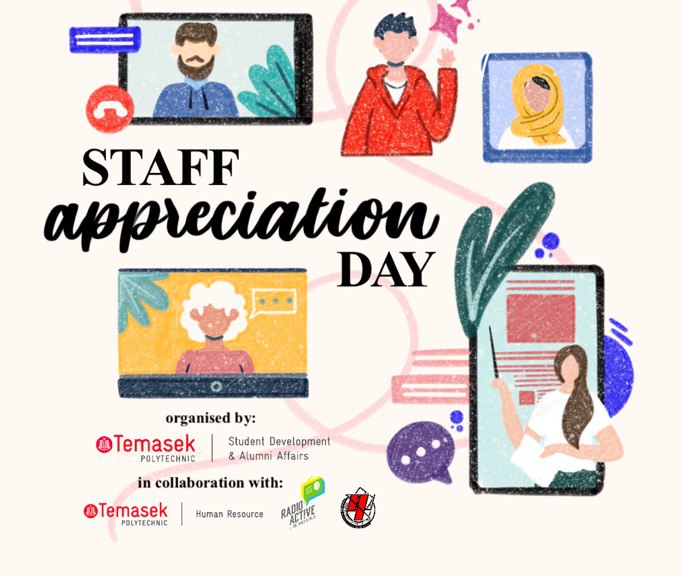 STAFF
appreciation
DAY
organised by:
Temasek
POLYTECHNIC
Student Development
& Alumni Affairs
in collaboration with:
Temasek
POLYTECHNIC
Human Resource
RADIO
ACTIVE